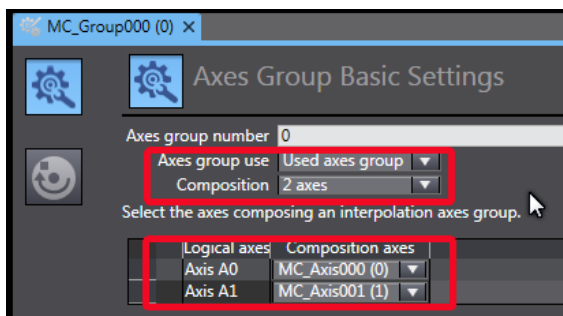 MC_Group000 (0) ×
Axes Group Basic Settings
Axes group number 0
Axes group use Used axes group
Composition 2 axes
Select the axes composing an interpolation axes group.
Logical axes Composition axes
Axis A0 MC_Axis000 (0)
Axis A1 MC_Axis001 (1)